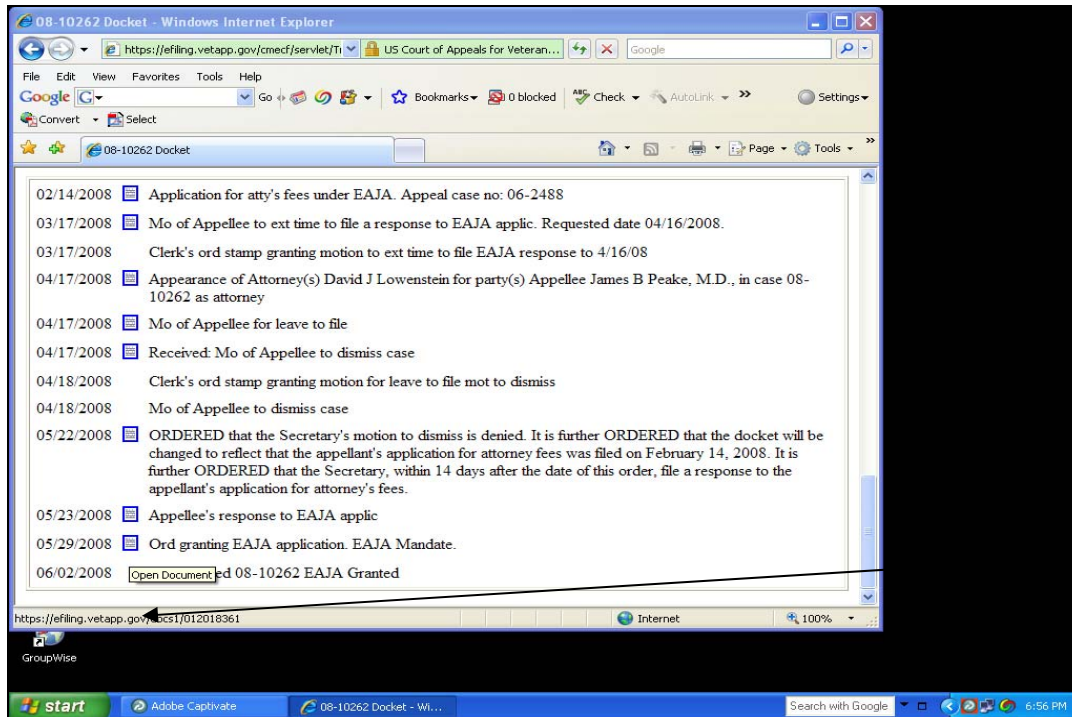 08-10262 Docket - Windows Internet Explorer
https://efiling.vetapp.gov/cmecf/servlet/Tr
US Court of Appeals for Veteran...
Google
File Edit View Favorites Tools Help
Google G Go Bookmarks 0 blocked ABC Check AutoLink >> Settings
Convert Select
08-10262 Docket Page Tools >>
02/14/2008 Application for atty's fees under EAJA. Appeal case no: 06-2488
03/17/2008 Mo of Appellee to ext time to file a response to EAJA applic. Requested date 04/16/2008.
03/17/2008 Clerk's ord stamp granting motion to ext time to file EAJA response to 4/16/08
04/17/2008 Appearance of Attorney(s) David J Lowenstein for party(s) Appellee James B Peake, M.D., in case 08-
10262 as attorney
04/17/2008 Mo of Appellee for leave to file
04/17/2008 Received: Mo of Appellee to dismiss case
04/18/2008 Clerk's ord stamp granting motion for leave to file mot to dismiss
04/18/2008 Mo of Appellee to dismiss case
05/22/2008 ORDERED that the Secretary's motion to dismiss is denied. It is further ORDERED that the docket will be
changed to reflect that the appellant's application for attorney fees was filed on February 14, 2008. It is
further ORDERED that the Secretary, within 14 days after the date of this order, file a response to the
appellant's application for attorney's fees.
05/23/2008 Appellee's response to EAJA applic
05/29/2008 Ord granting EAJA application. EAJA Mandate.
06/02/2008 Open Document ed 08-10262 EAJA Granted
https://efiling.vetapp.gov/docs1/012018361 Internet 100%
GroupWise
start Adobe Captivate 08-10262 Docket - Wi... Search with Google 6:56 PM